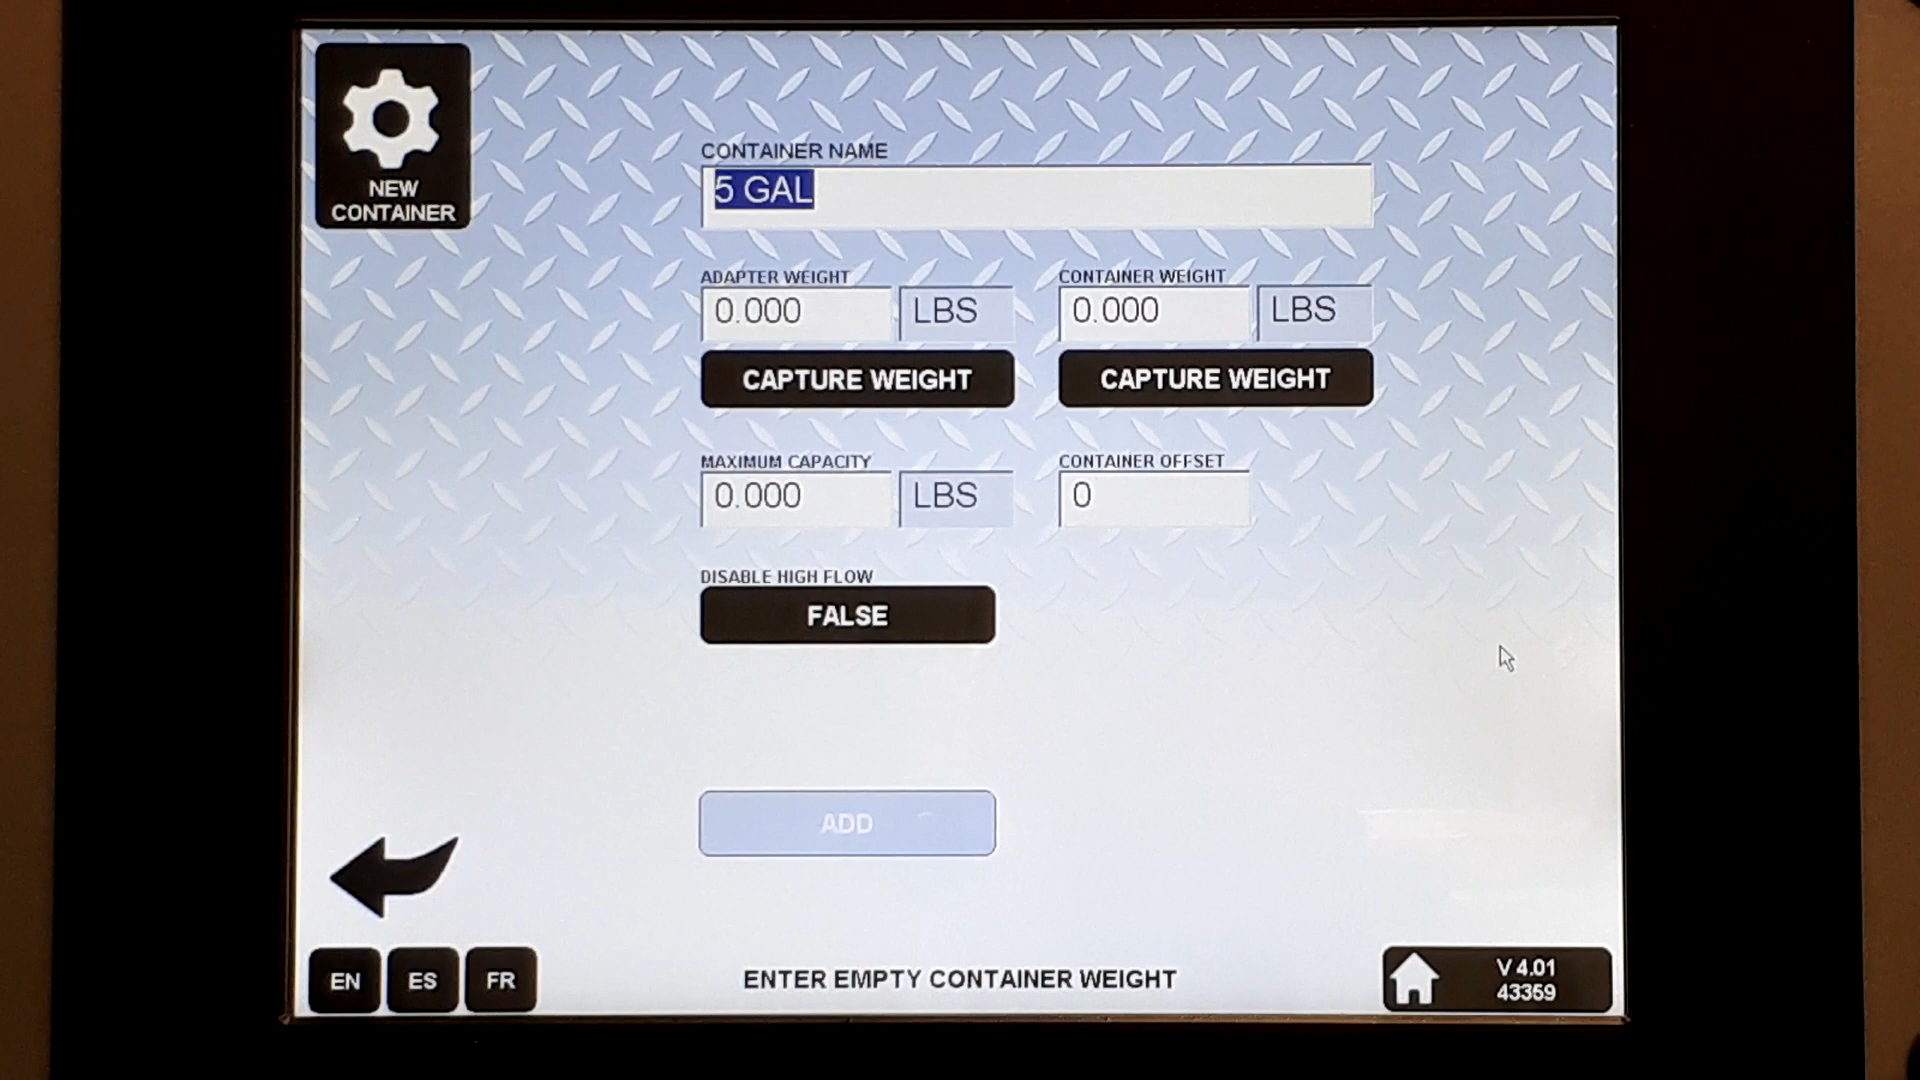 NEW
CONTAINER
CONTAINER NAME
5 GAL
ADAPTER WEIGHT
CONTAINER WEIGHT
0.000 LBS
0.000 LBS
CAPTURE WEIGHT
CAPTURE WEIGHT
MAXIMUM CAPACITY
CONTAINER OFFSET
0.000 LBS
0
DISABLE HIGH FLOW
FALSE
ADD
EN ES FR
ENTER EMPTY CONTAINER WEIGHT
V 4.01
43359